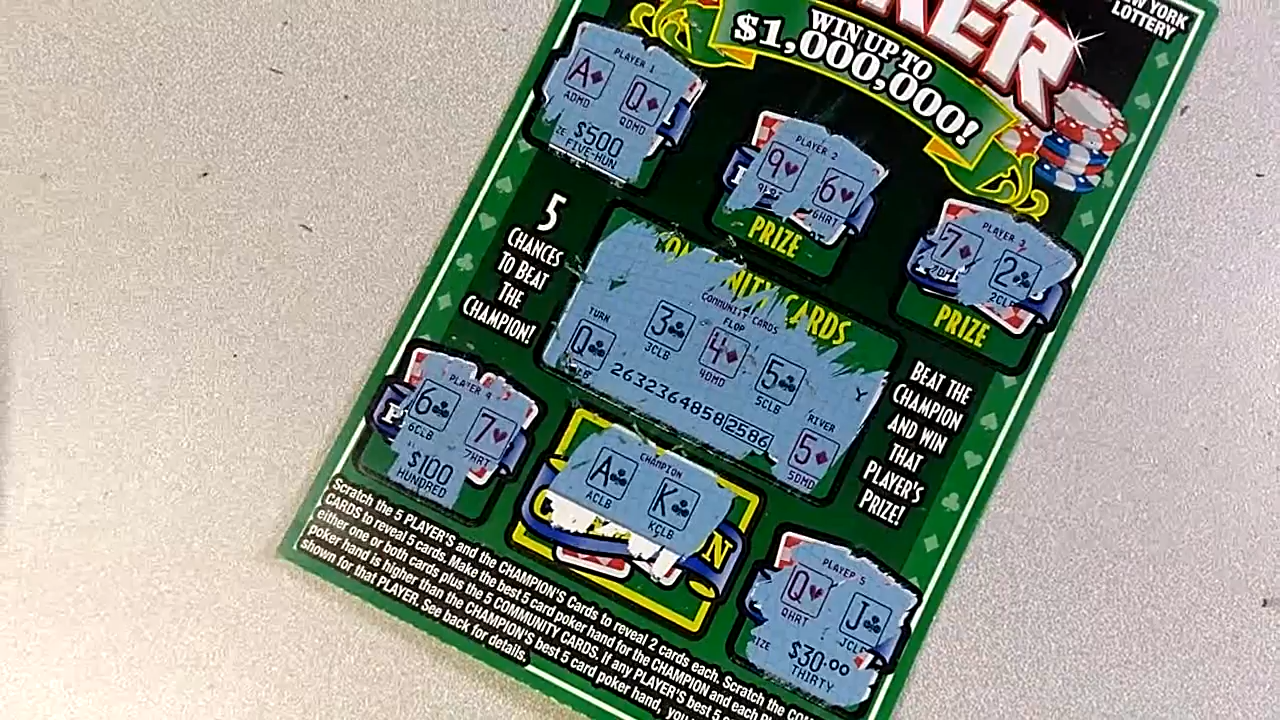 NEW YORK
LOTTERY
WIN UP TO
$1,000,000!
PLAYER 1
A Q
ADMD QDMD
$500
FIVE-HUN
PLAYER 2
9 6
6HRT
PRIZE
PLAYER 3
7 2
2CL
PRIZE
5
CHANCES
TO BEAT
THE
CHAMPION!
COMMUNITY CARDS
FLOP
TURN
Q 3 4 5
3CLB 4DMD 5CLB
Y
26323648582586
RIVER
5
5DMD
BEAT THE
CHAMPION
AND WIN
THAT
PLAYER'S
PRIZE!
PLAYER 4
6 7
6CLB 7HRT
$100
HUNDRED
CHAMPION
A K
ACLB KCLB
PLAYER 5
Q J
QHRT JCL
$30.00
THIRTY
Scratch the 5 PLAYER'S and the CHAMPION'S Cards to reveal 2 cards each. Scratch the
CARDS to reveal 5 cards. Make the best 5 card poker hand for the CHAMPION and each
either one or both cards plus the 5 COMMUNITY CARDS. If any PLAYER'S best 5
poker hand is higher than the CHAMPION'S best 5 card poker hand,
shown for that PLAYER. See back for details.